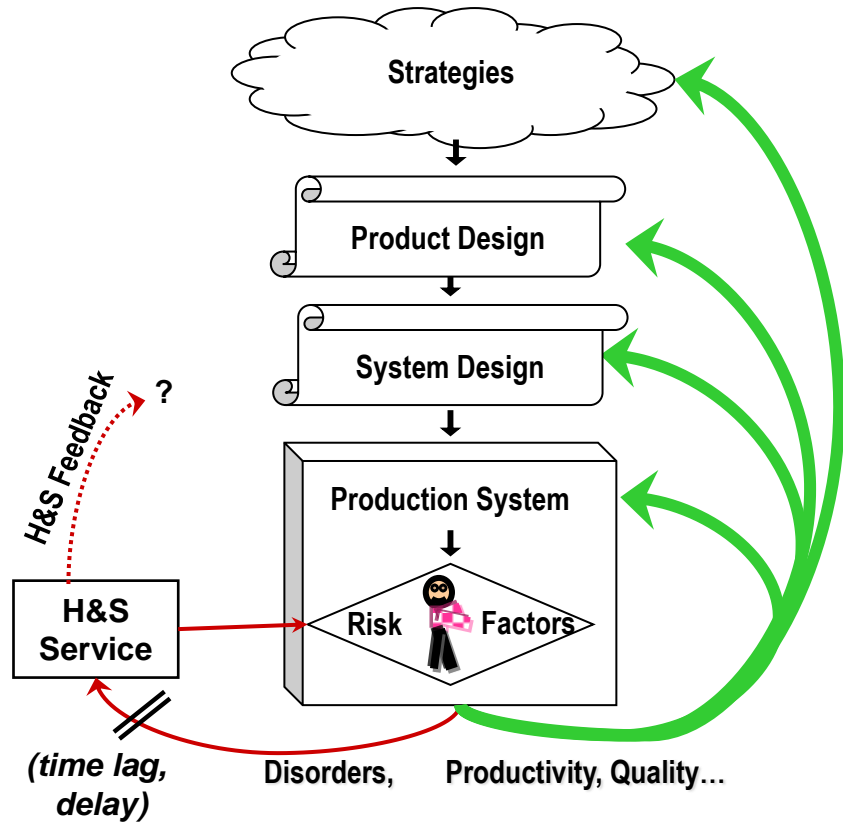 Strategies
Product Design
System Design
H&S Feedback
?
Production System
H&S
Service
Risk
Factors
(time lag,
delay)
Disorders,
Productivity, Quality…